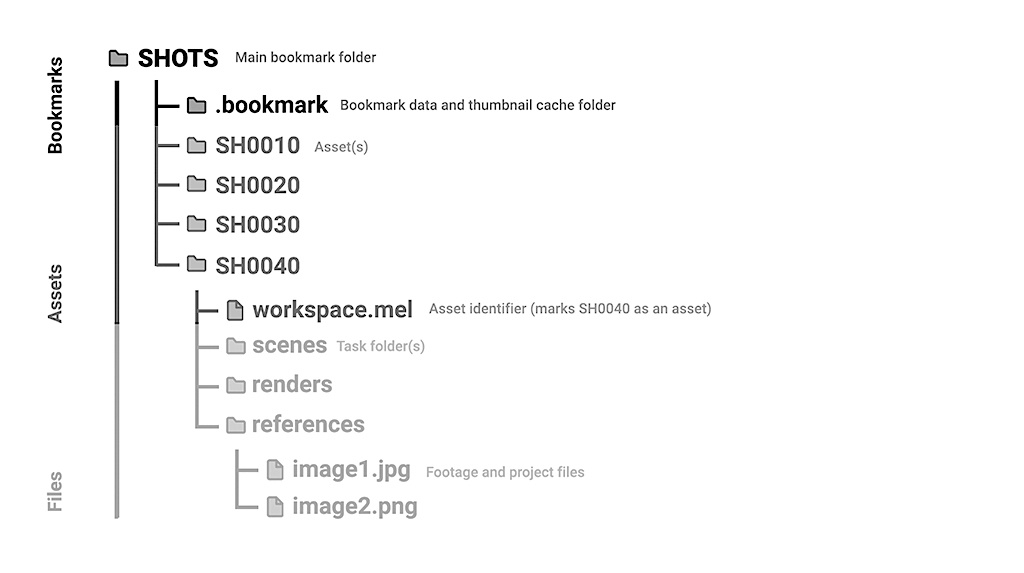 Bookmarks
SHOTS Main bookmark folder
.bookmark Bookmark data and thumbnail cache folder
SH0010 Asset(s)
SH0020
SH0030
Assets
SH0040
workspace.mel Asset identifier (marks SH0040 as an asset)
scenes Task folder(s)
renders
references
Files
image1.jpg Footage and project files
image2.png